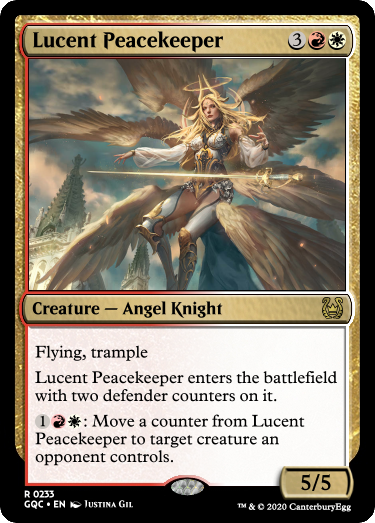 Lucent Peacekeeper 3
Creature — Angel Knight
Flying, trample
Lucent Peacekeeper enters the battlefield
with two defender counters on it.
1: Move a counter from Lucent
Peacekeeper to target creature an
opponent controls.
5/5
R 0233
GQC • EN Justina Gil
™ & © 2020 CanterburyEgg